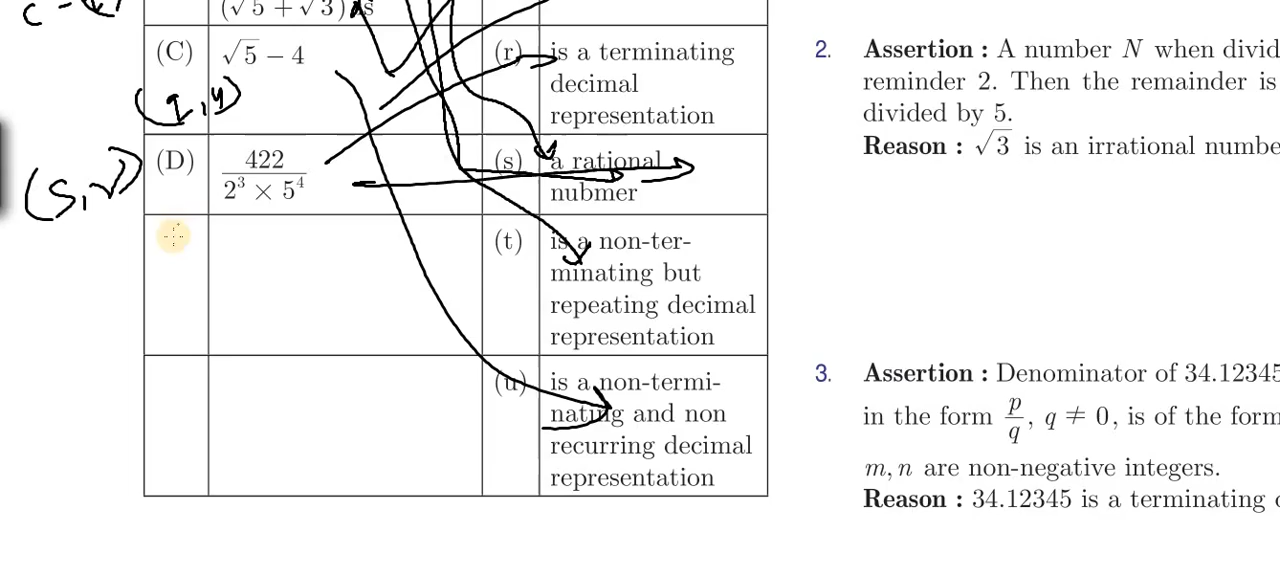 (√5 + √3) is
(C) √5 − 4 (r) is a terminating
decimal
representation
(q, u)
(D) 422 / 2³ × 5⁴ (s) a rational
nubmer
(t) is a non-ter-
minating but
repeating decimal
representation
(u) is a non-termi-
nating and non
recurring decimal
representation
2. Assertion : A number N when divid
reminder 2. Then the remainder is
divided by 5.
Reason : √3 is an irrational numbe
3. Assertion : Denominator of 34.12345
in the form p/q, q ≠ 0, is of the form
m, n are non-negative integers.
Reason : 34.12345 is a terminating